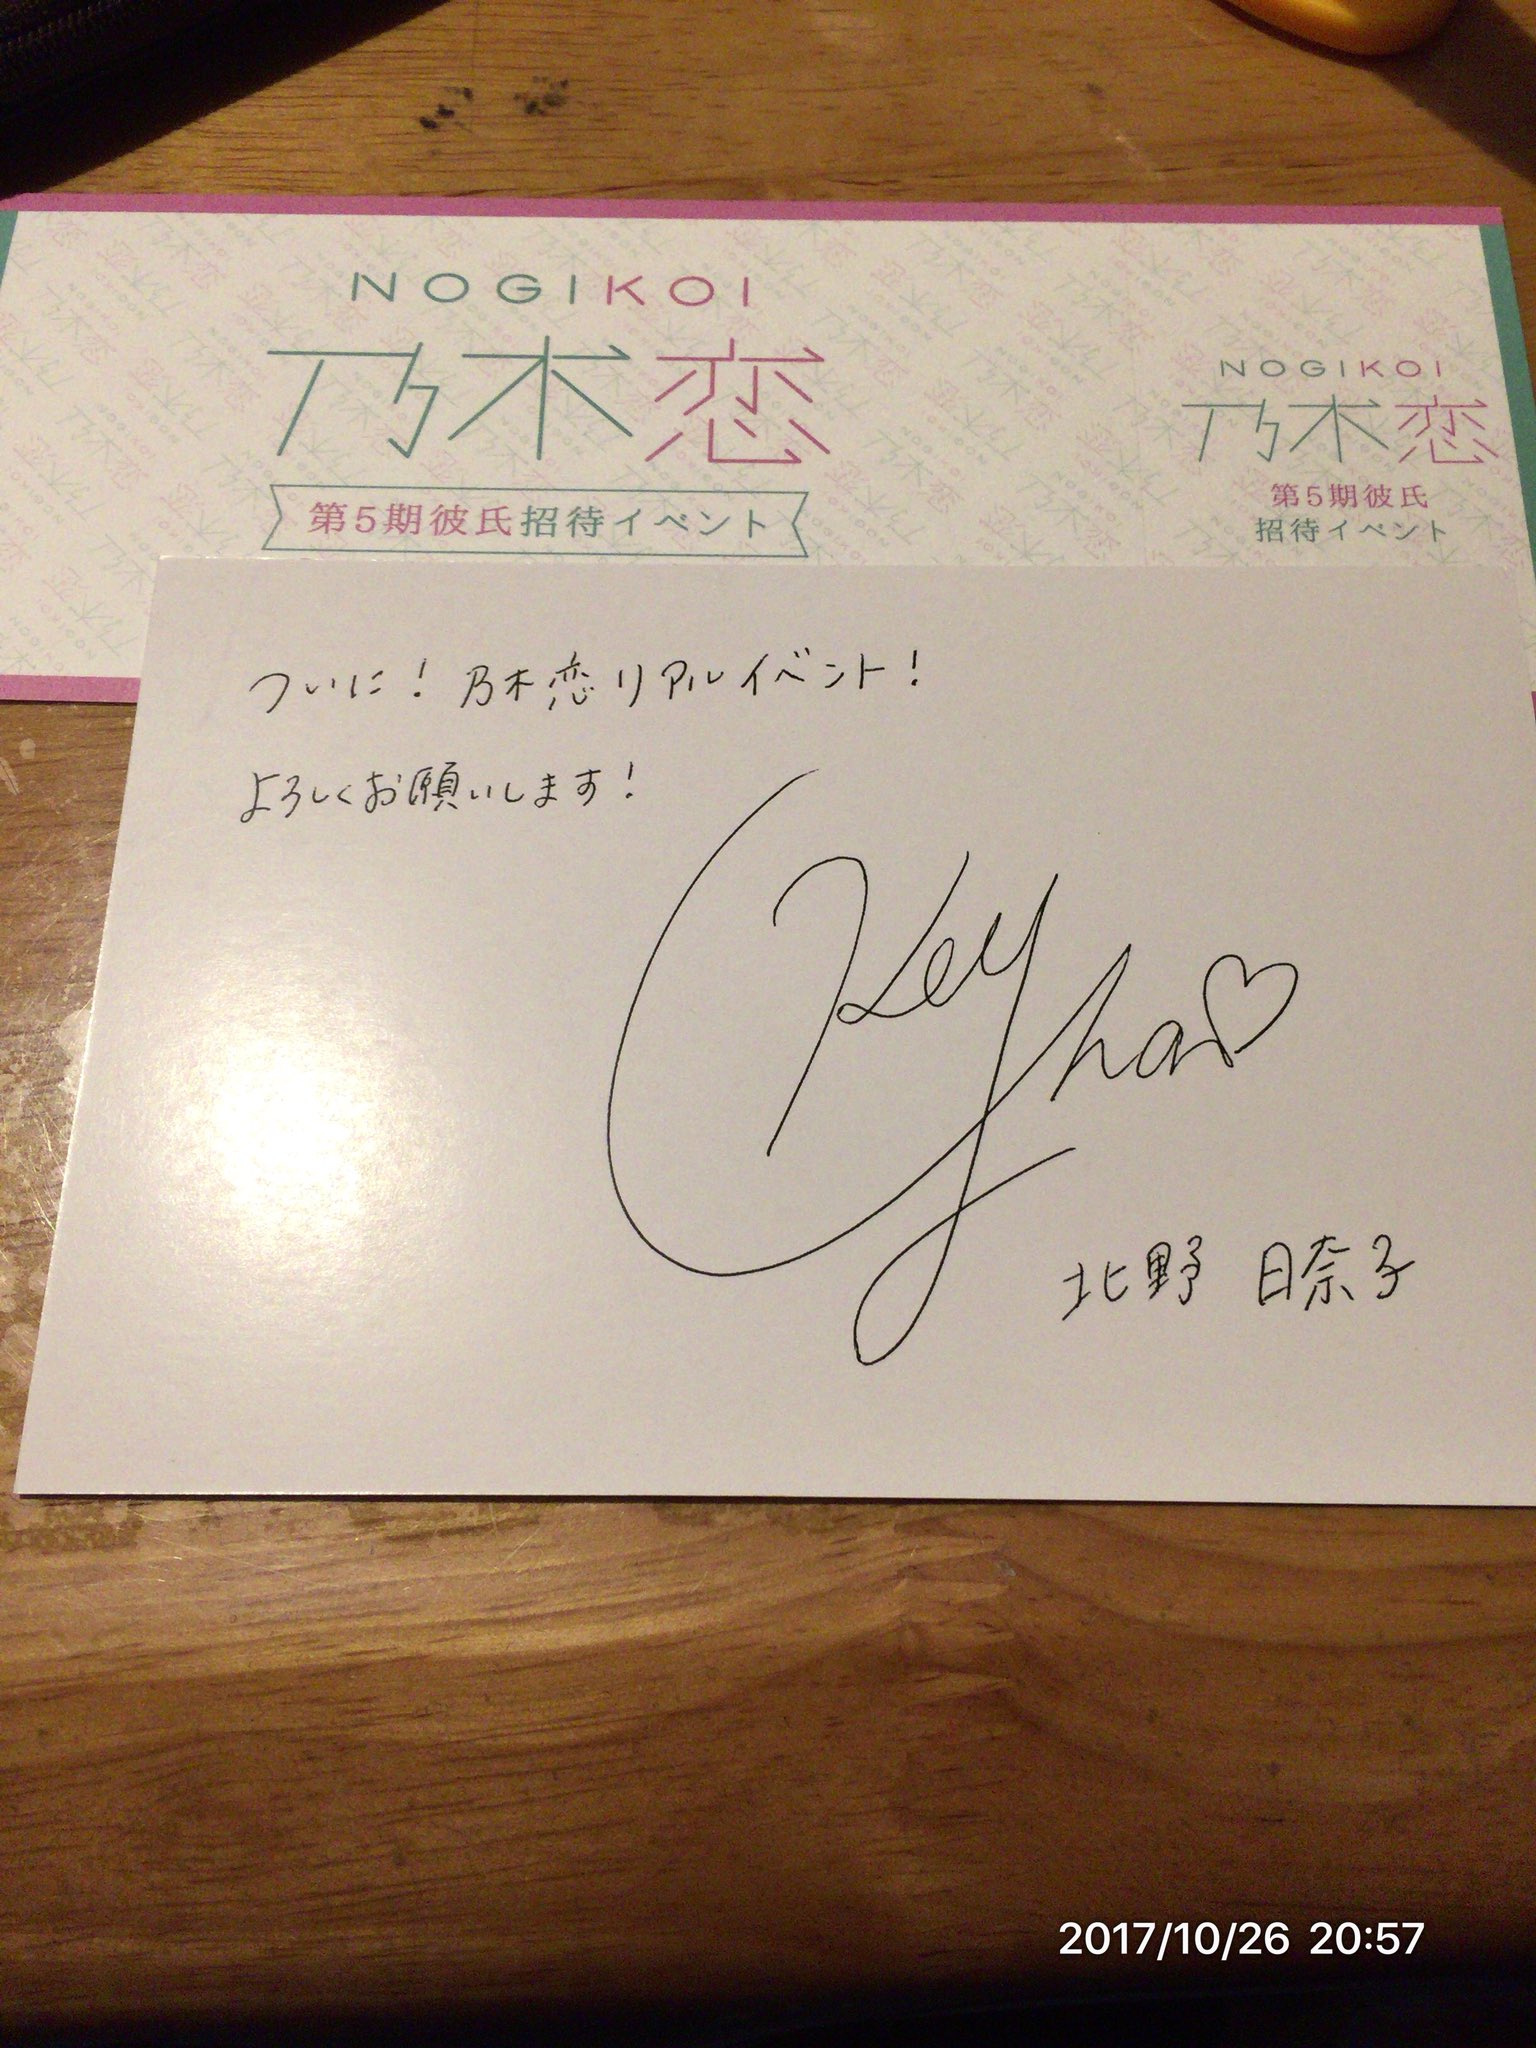 NOGIKOI
乃木恋
第5期彼氏招待イベント
NOGIKOI
乃木恋
第5期彼氏
招待イベント
ついに！乃木恋リアルイベント！
よろしくお願いします！
北野 日奈子
2017/10/26 20:57